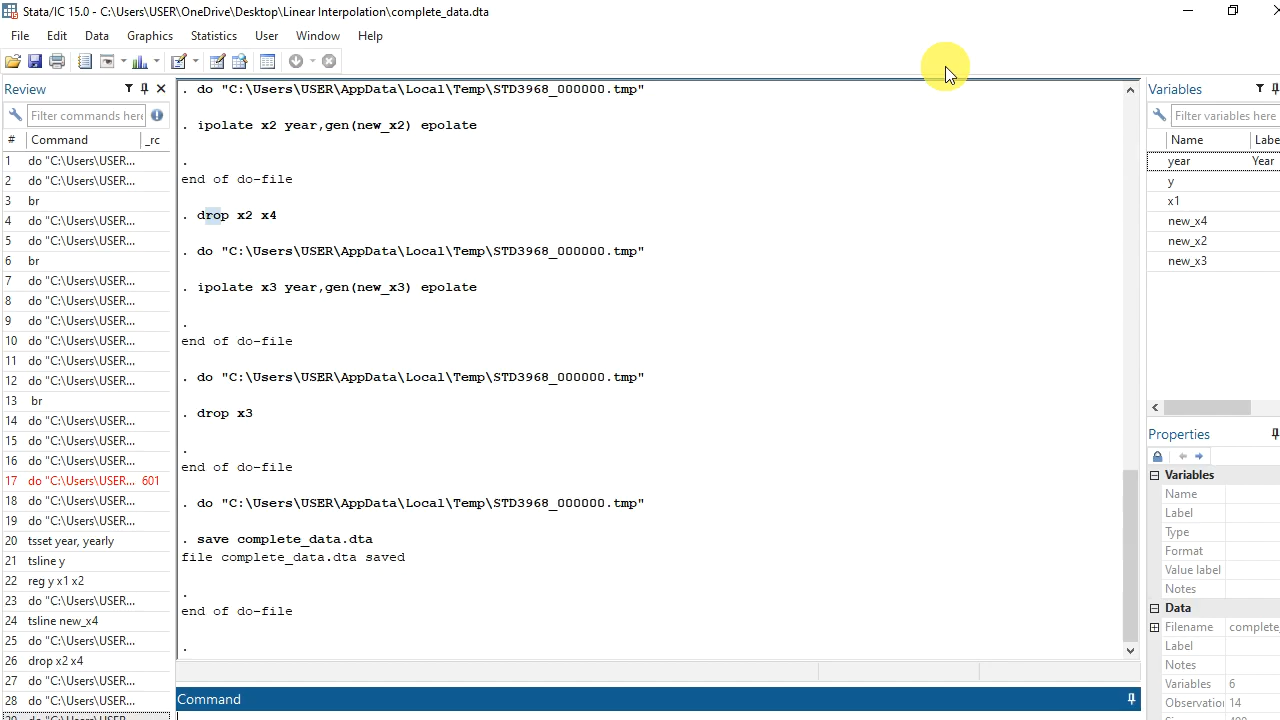 Stata/IC 15.0 - C:\Users\USER\OneDrive\Desktop\Linear Interpolation\complete_data.dta
File Edit Data Graphics Statistics User Window Help
Review
Filter commands here
# Command _rc
1 do "C:\Users\USER...
2 do "C:\Users\USER...
3 br
4 do "C:\Users\USER...
5 do "C:\Users\USER...
6 br
7 do "C:\Users\USER...
8 do "C:\Users\USER...
9 do "C:\Users\USER...
10 do "C:\Users\USER...
11 do "C:\Users\USER...
12 do "C:\Users\USER...
13 br
14 do "C:\Users\USER...
15 do "C:\Users\USER...
16 do "C:\Users\USER...
17 do "C:\Users\USER... 601
18 do "C:\Users\USER...
19 do "C:\Users\USER...
20 tsset year, yearly
21 tsline y
22 reg y x1 x2
23 do "C:\Users\USER...
24 tsline new_x4
25 do "C:\Users\USER...
26 drop x2 x4
27 do "C:\Users\USER...
28 do "C:\Users\USER...
. do "C:\Users\USER\AppData\Local\Temp\STD3968_000000.tmp"
. ipolate x2 year,gen(new_x2) epolate
.
end of do-file
. drop x2 x4
. do "C:\Users\USER\AppData\Local\Temp\STD3968_000000.tmp"
. ipolate x3 year,gen(new_x3) epolate
.
end of do-file
. do "C:\Users\USER\AppData\Local\Temp\STD3968_000000.tmp"
. drop x3
.
end of do-file
. do "C:\Users\USER\AppData\Local\Temp\STD3968_000000.tmp"
. save complete_data.dta
file complete_data.dta saved
.
end of do-file
.
Command
Variables
Filter variables here
Name Labe
year Year
y
x1
new_x4
new_x2
new_x3
Properties
Variables
Name
Label
Type
Format
Value label
Notes
Data
Filename complete_
Label
Notes
Variables 6
Observation 14